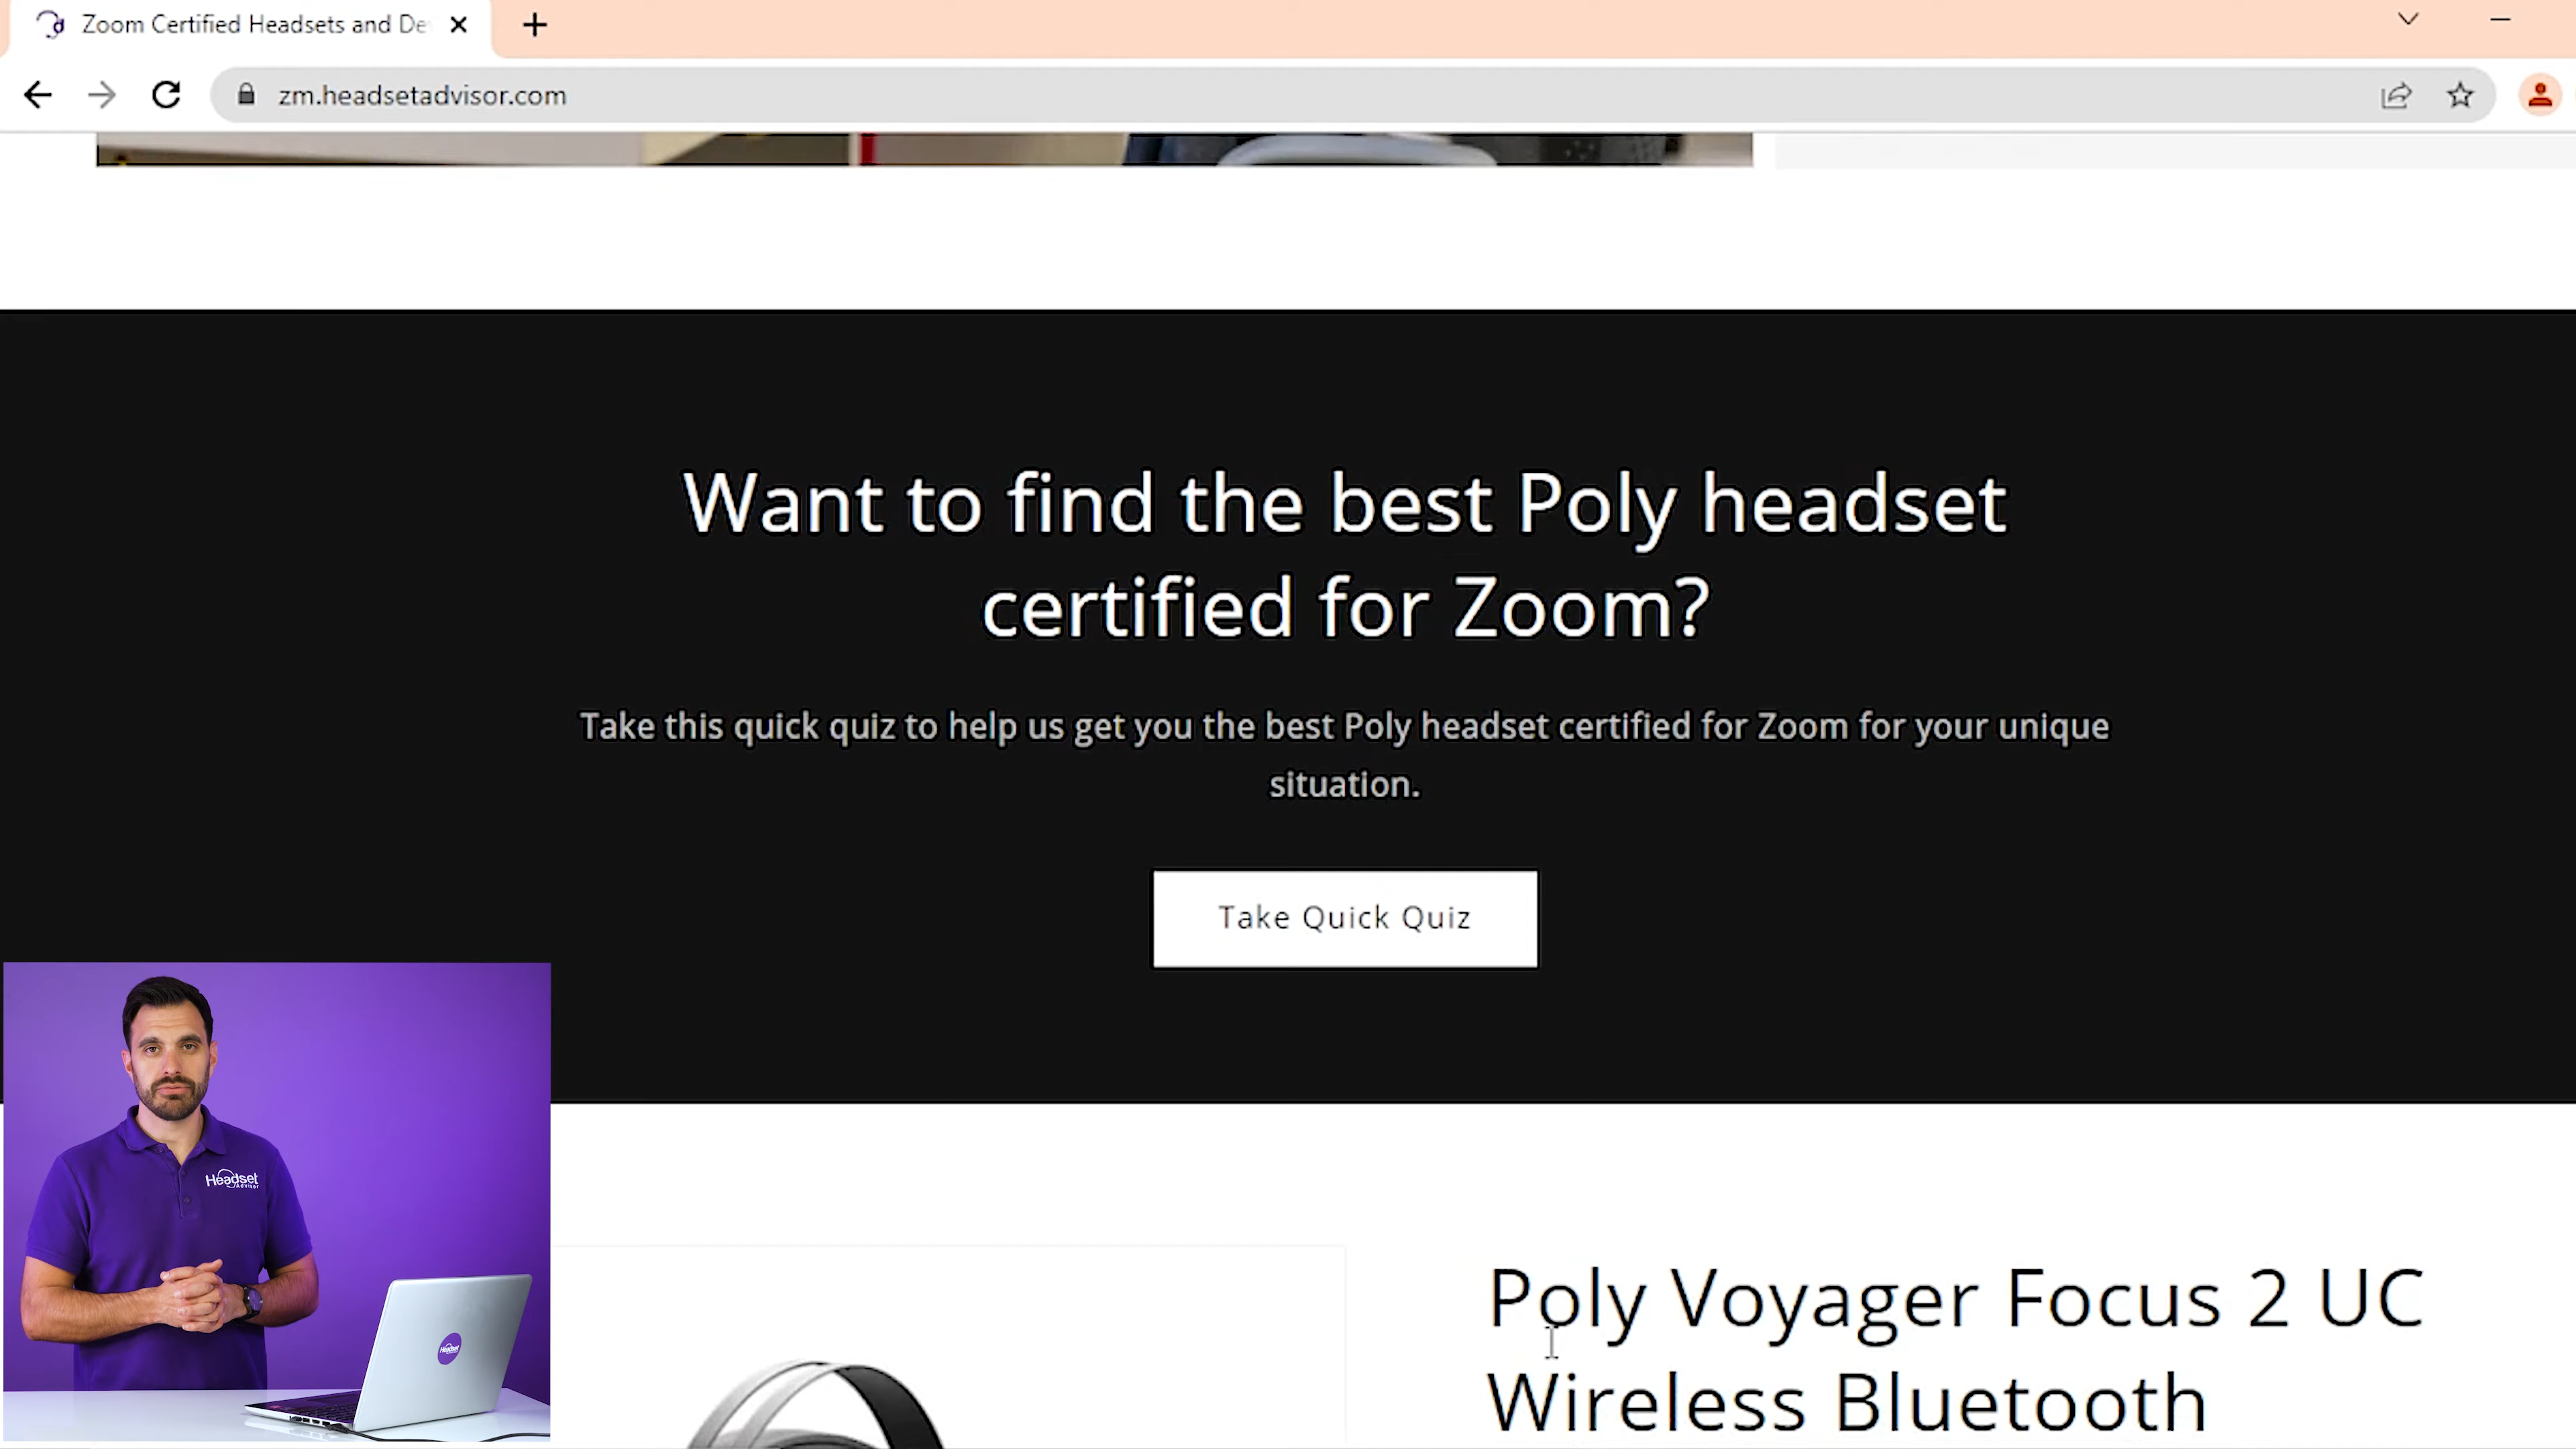 Zoom Certified Headsets and De
zm.headsetadvisor.com
Want to find the best Poly headset
certified for Zoom?
Take this quick quiz to help us get you the best Poly headset certified for Zoom for your unique
situation.
Take Quick Quiz
Headset
Advisor
Headset
Poly Voyager Focus 2 UC
Wireless Bluetooth